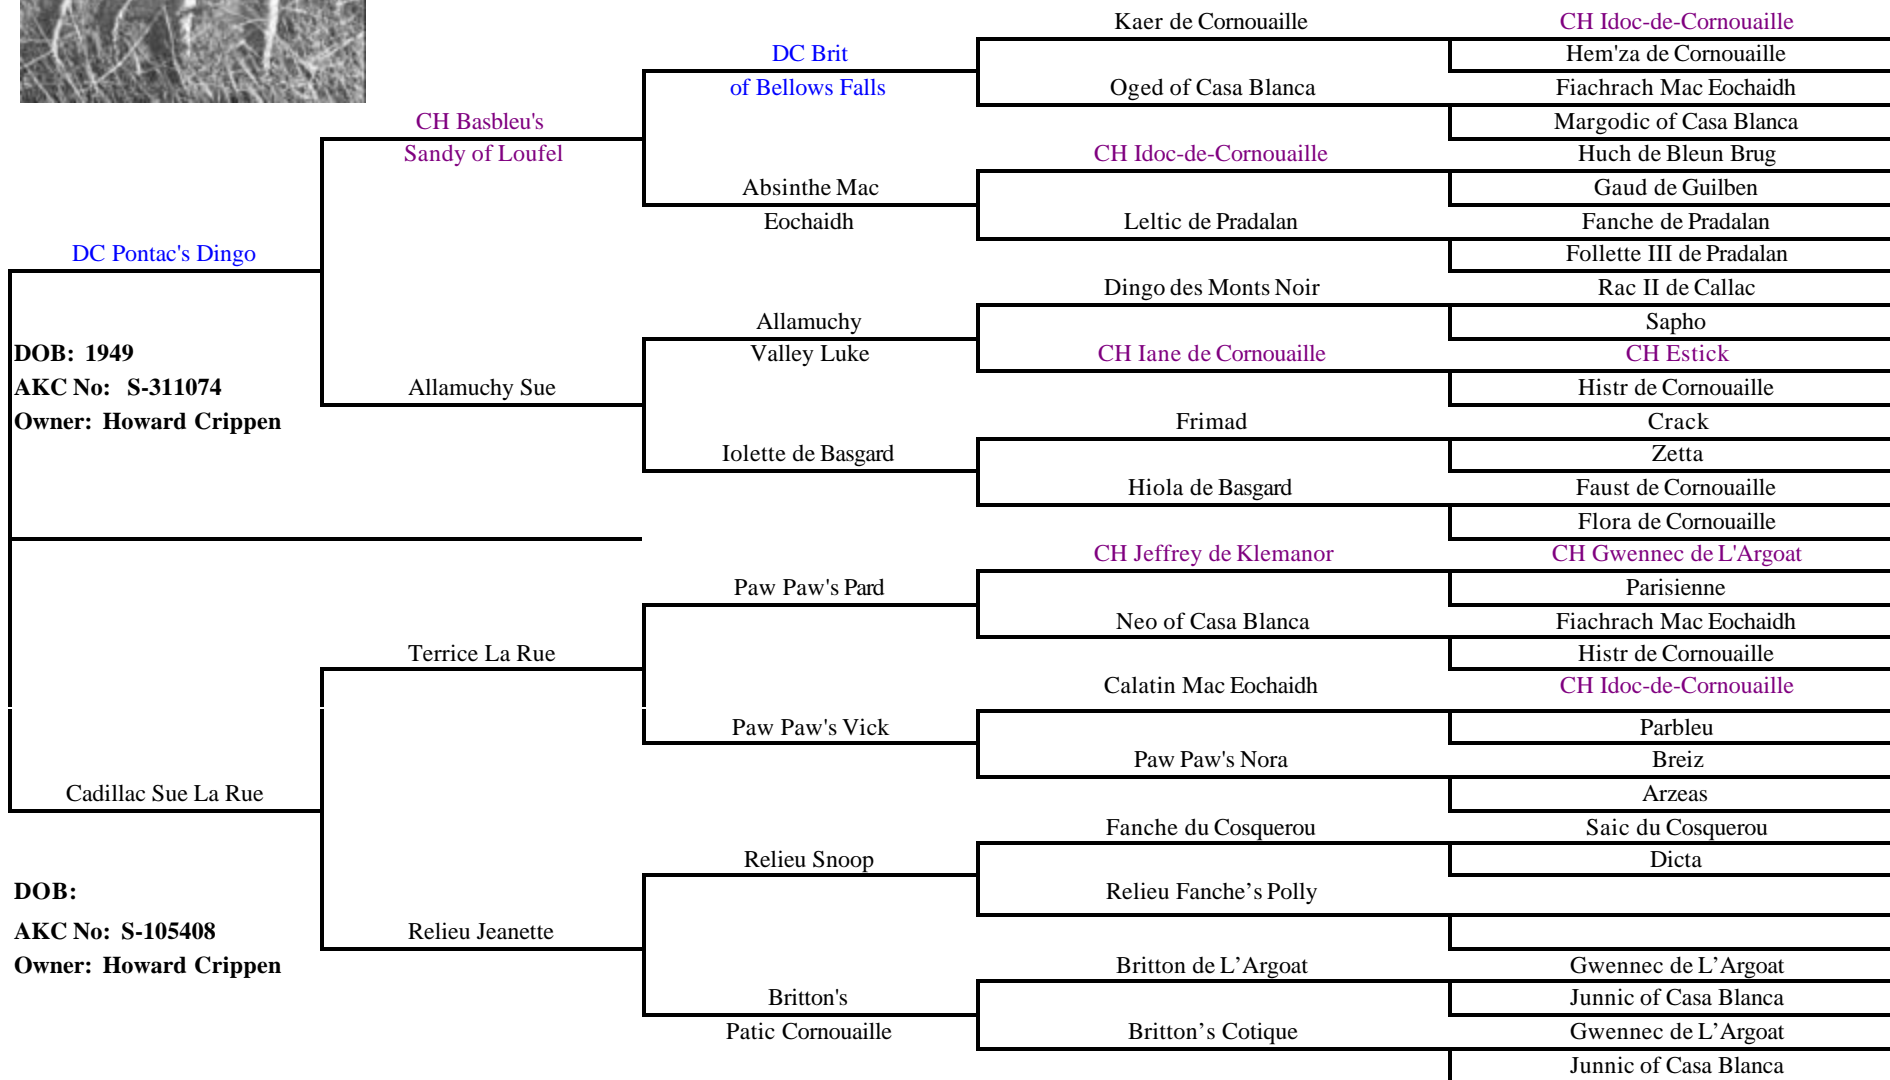 Kaer de Cornouaille
CH Idoc-de-Cornouaille
DC Brit
of Bellows Falls
Hem'za de Cornouaille
Oged of Casa Blanca
Fiachrach Mac Eochaidh
CH Basbleu's
Sandy of Loufel
Margodic of Casa Blanca
CH Idoc-de-Cornouaille
Huch de Bleun Brug
Absinthe Mac
Eochaidh
Gaud de Guilben
Leltic de Pradalan
Fanche de Pradalan
DC Pontac's Dingo
Follette III de Pradalan
Dingo des Monts Noir
Rac II de Callac
Allamuchy
Valley Luke
Sapho
DOB: 1949
CH Iane de Cornouaille
CH Estick
AKC No: S-311074
Allamuchy Sue
Histr de Cornouaille
Owner: Howard Crippen
Frimad
Crack
Iolette de Basgard
Zetta
Hiola de Basgard
Faust de Cornouaille
Flora de Cornouaille
CH Jeffrey de Klemanor
CH Gwennec de L'Argoat
Paw Paw's Pard
Parisienne
Neo of Casa Blanca
Fiachrach Mac Eochaidh
Terrice La Rue
Histr de Cornouaille
Calatin Mac Eochaidh
CH Idoc-de-Cornouaille
Paw Paw's Vick
Parbleu
Paw Paw's Nora
Breiz
Cadillac Sue La Rue
Arzeas
Fanche du Cosquerou
Saic du Cosquerou
Relieu Snoop
Dicta
DOB:
Relieu Fanche’s Polly
AKC No: S-105408
Relieu Jeanette
Owner: Howard Crippen
Britton de L’Argoat
Gwennec de L’Argoat
Britton's
Patic Cornouaille
Junnic of Casa Blanca
Britton’s Cotique
Gwennec de L’Argoat
Junnic of Casa Blanca